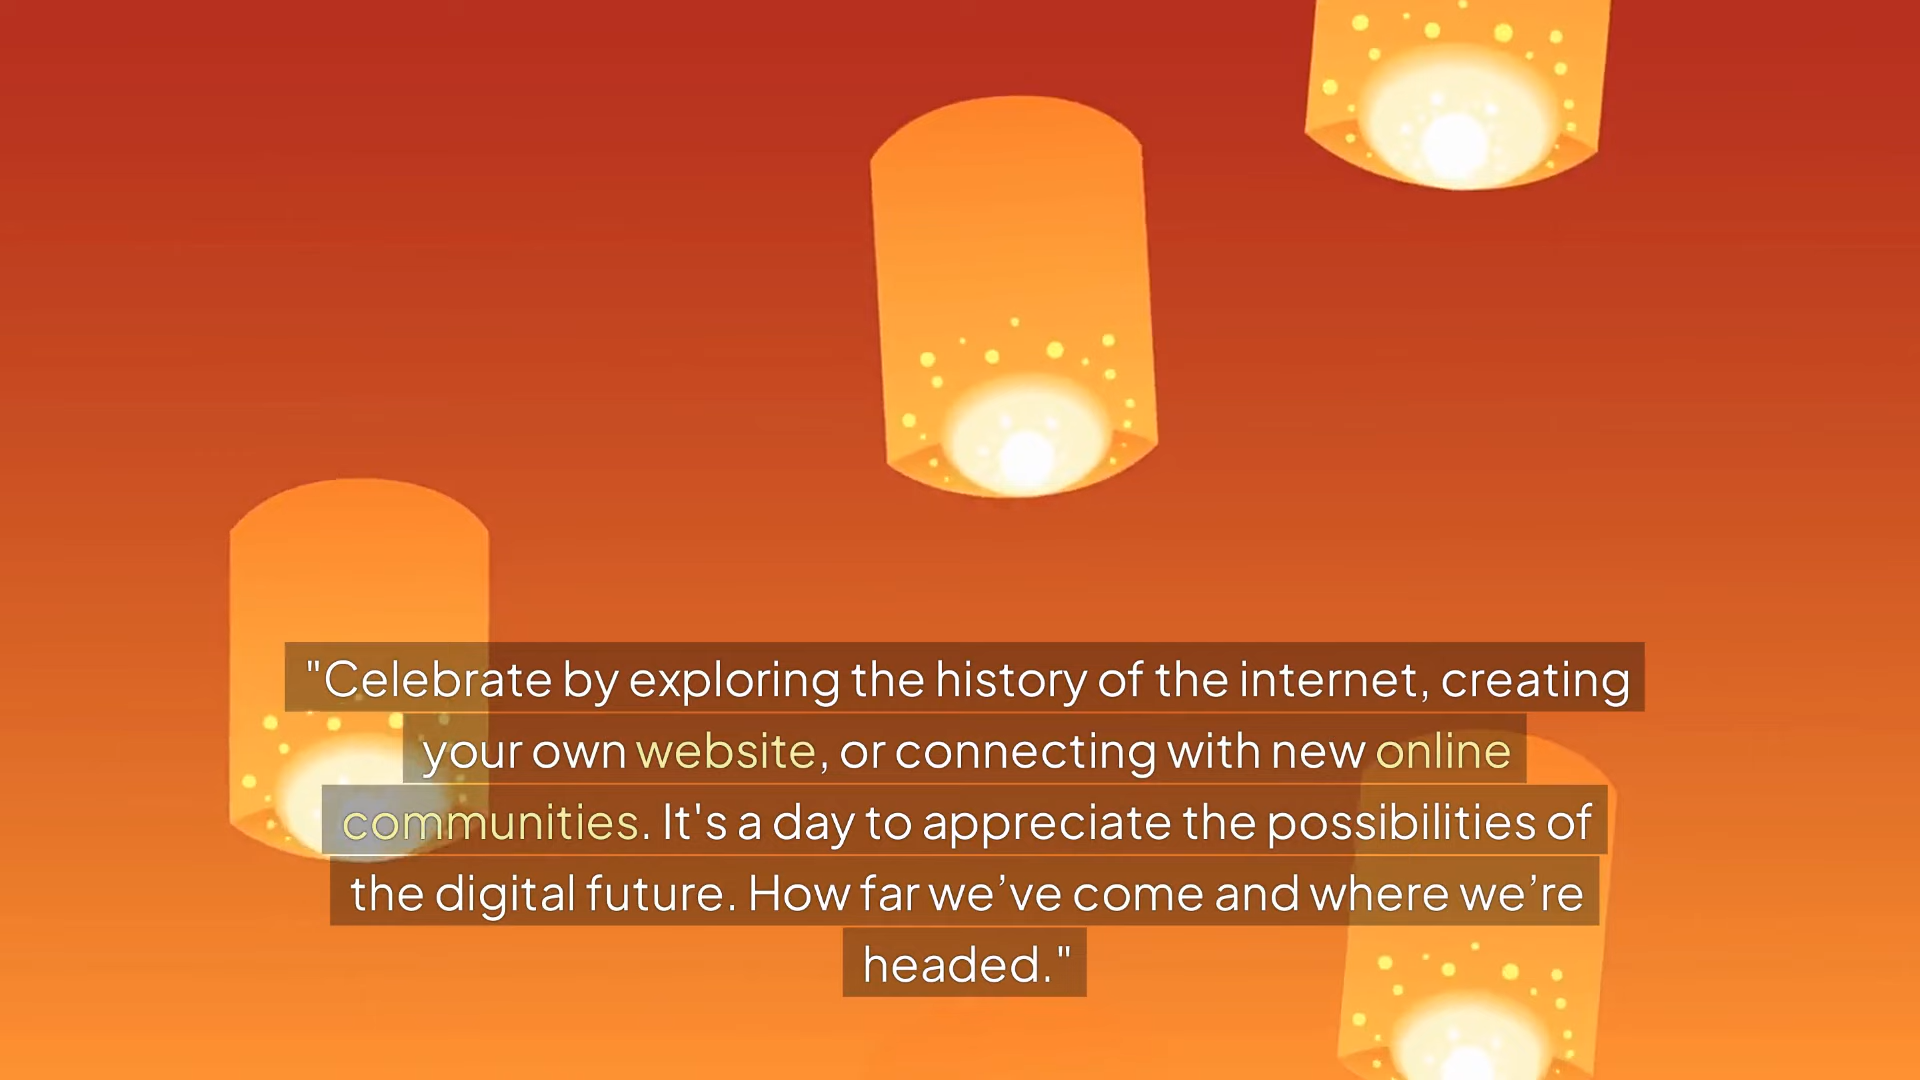 "Celebrate by exploring the history of the internet, creating
your own website, or connecting with new online
communities. It's a day to appreciate the possibilities of
the digital future. How far we’ve come and where we’re
headed."